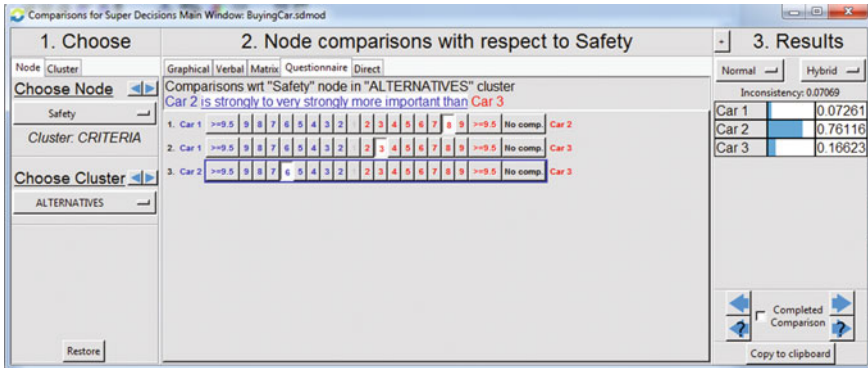 Comparisons for Super Decisions Main Window: BuyingCar.sdmod
1. Choose
Node Cluster
Choose Node
Safety
Cluster: CRITERIA
Choose Cluster
ALTERNATIVES
Restore
2. Node comparisons with respect to Safety
Graphical Verbal Matrix Questionnaire Direct
Comparisons wrt "Safety" node in "ALTERNATIVES" cluster
Car 2 is strongly to very strongly more important than Car 3
1. Car 1 >=9.5 9 8 7 6 5 4 3 2 1 2 3 4 5 6 7 8 9 >=9.5 No comp. Car 2
2. Car 1 >=9.5 9 8 7 6 5 4 3 2 1 2 3 4 5 6 7 8 9 >=9.5 No comp. Car 3
3. Car 2 >=9.5 9 8 7 6 5 4 3 2 1 2 3 4 5 6 7 8 9 >=9.5 No comp. Car 3
+ 3. Results
Normal Hybrid
Inconsistency: 0.07069
Car 1 0.07261
Car 2 0.76116
Car 3 0.16623
Completed
Comparison
? ?
Copy to clipboard